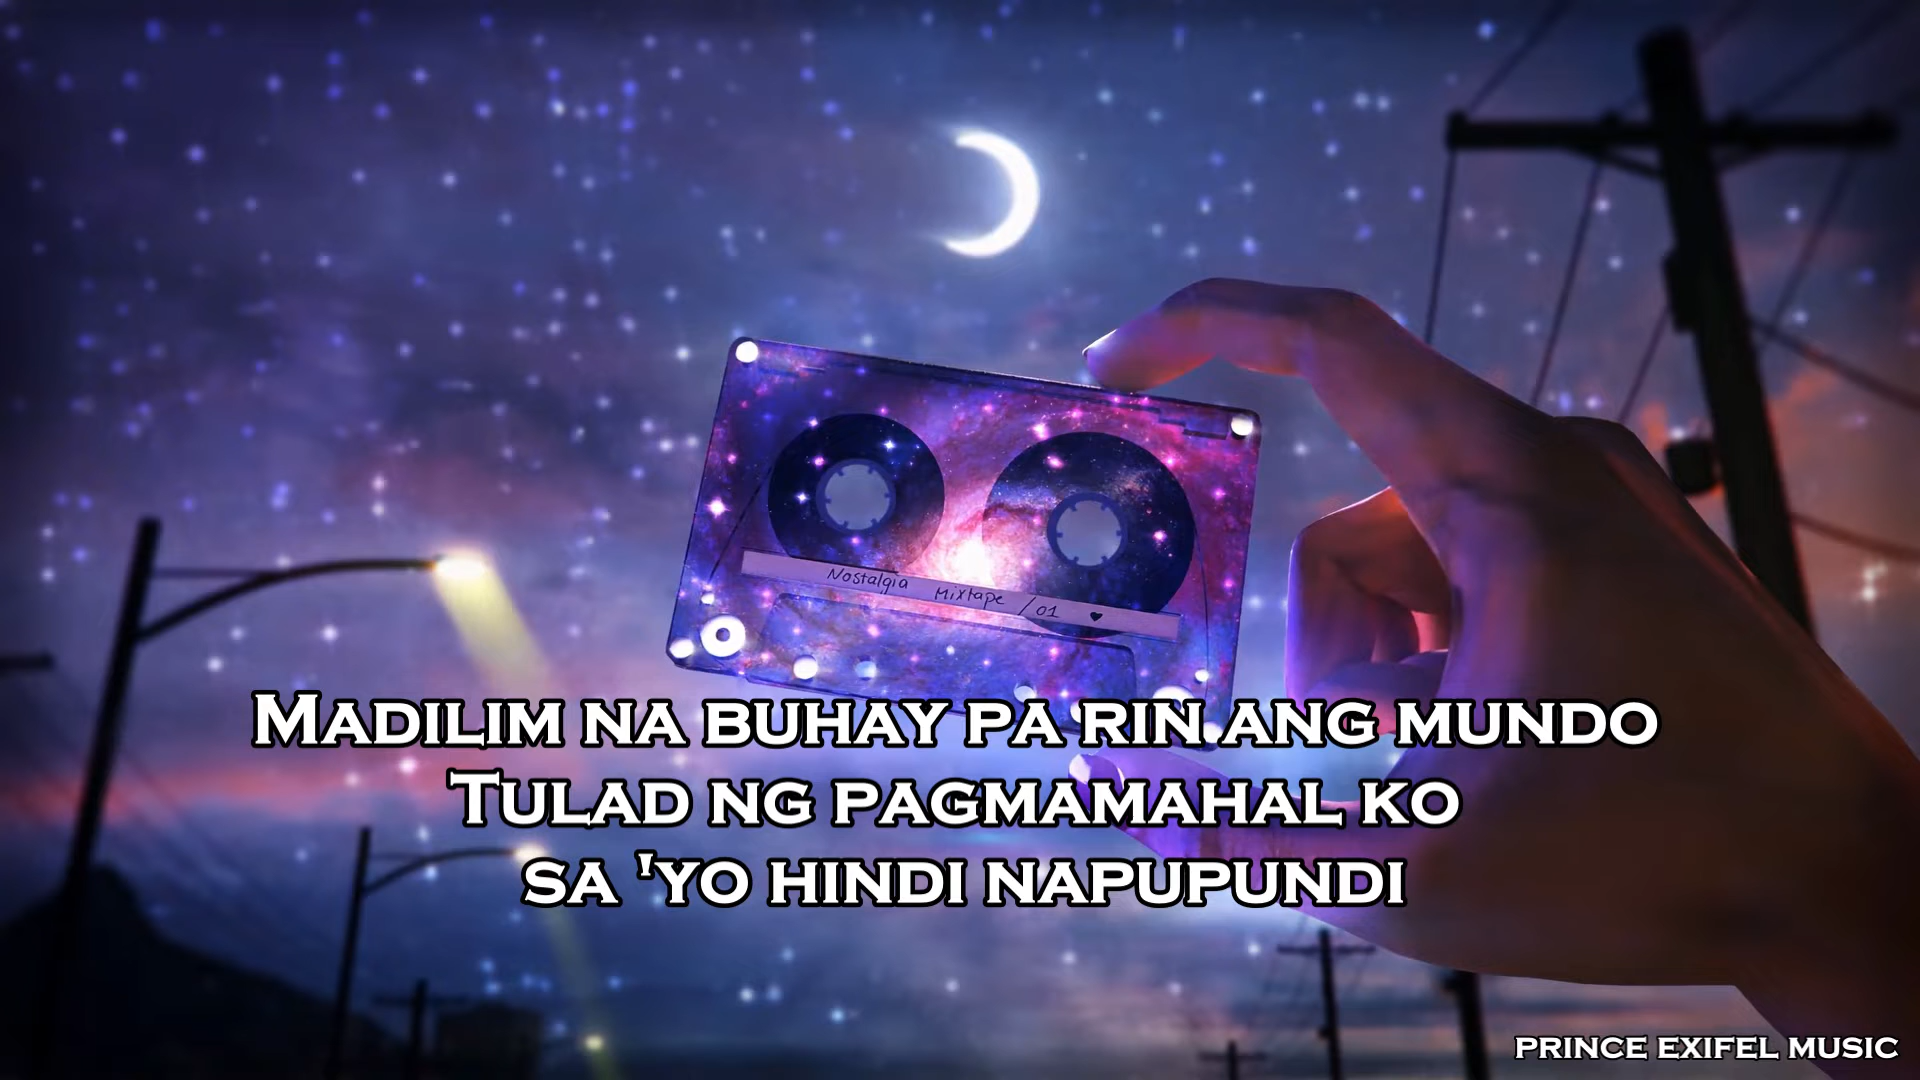 Nostalgia Mixtape /01 ♥
Madilim na buhay pa rin ang mundo
Tulad ng pagmamahal ko
sa 'yo hindi napupundi
PRINCE EXIFEL MUSIC